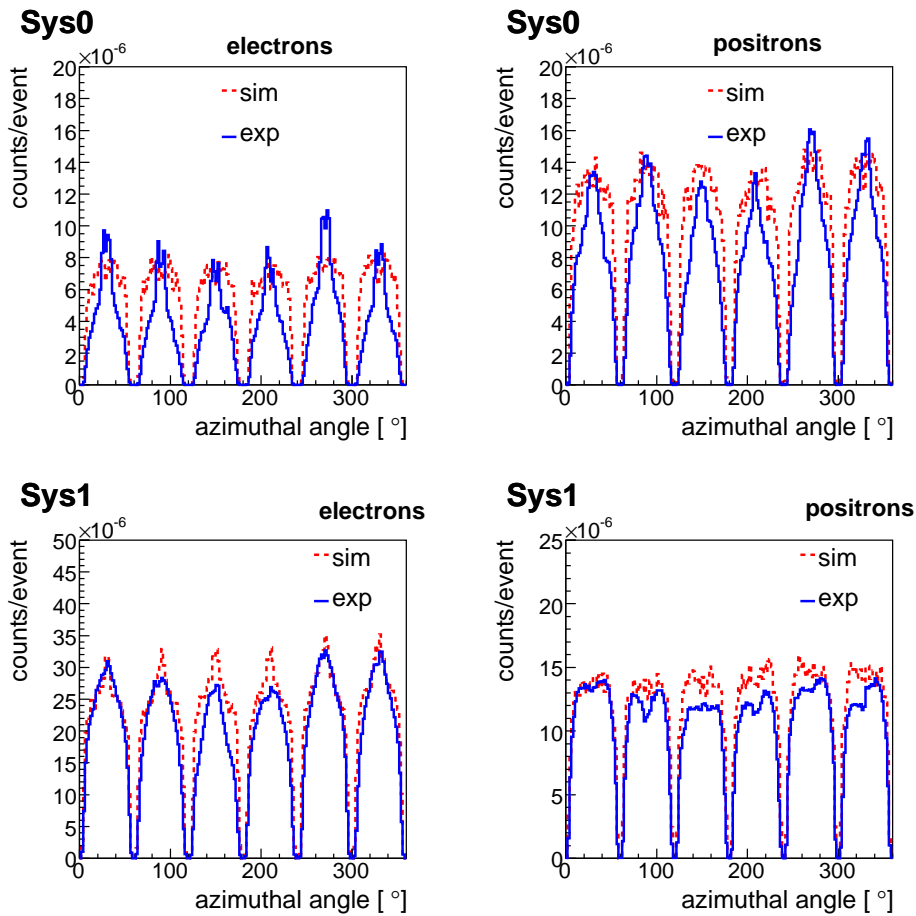 Sys0
electrons
×10⁻⁶
counts/event
20
18
16
14
12
10
8
6
4
2
0
sim
exp
0 100 200 300
azimuthal angle [ °]
Sys0
positrons
×10⁻⁶
counts/event
20
18
16
14
12
10
8
6
4
2
0
sim
exp
0 100 200 300
azimuthal angle [ °]
Sys1
electrons
×10⁻⁶
counts/event
50
45
40
35
30
25
20
15
10
5
0
sim
exp
0 100 200 300
azimuthal angle [ °]
Sys1
positrons
×10⁻⁶
counts/event
25
20
15
10
5
0
sim
exp
0 100 200 300
azimuthal angle [ °]